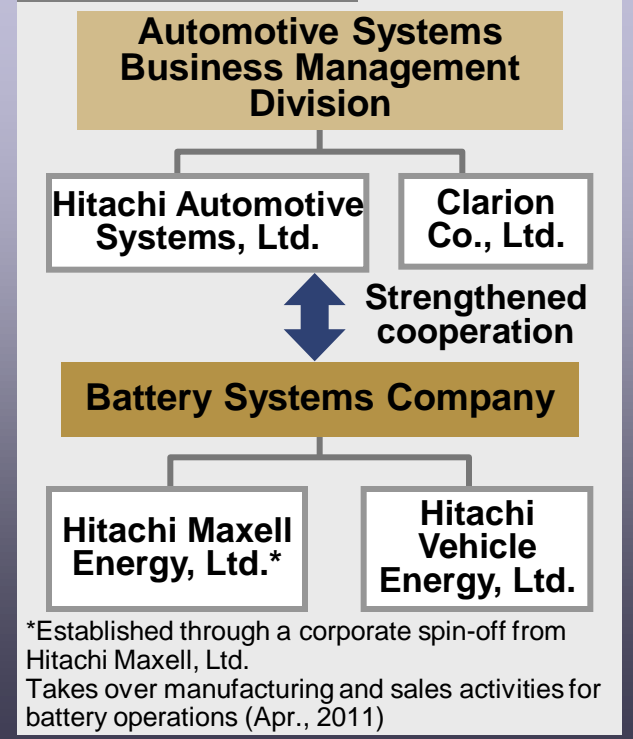 Automotive Systems
Business Management
Division
Hitachi Automotive
Systems, Ltd.
Clarion
Co., Ltd.
Strengthened
cooperation
Battery Systems Company
Hitachi Maxell
Energy, Ltd.*
Hitachi
Vehicle
Energy, Ltd.
*Established through a corporate spin-off from
Hitachi Maxell, Ltd.
Takes over manufacturing and sales activities for
battery operations (Apr., 2011)